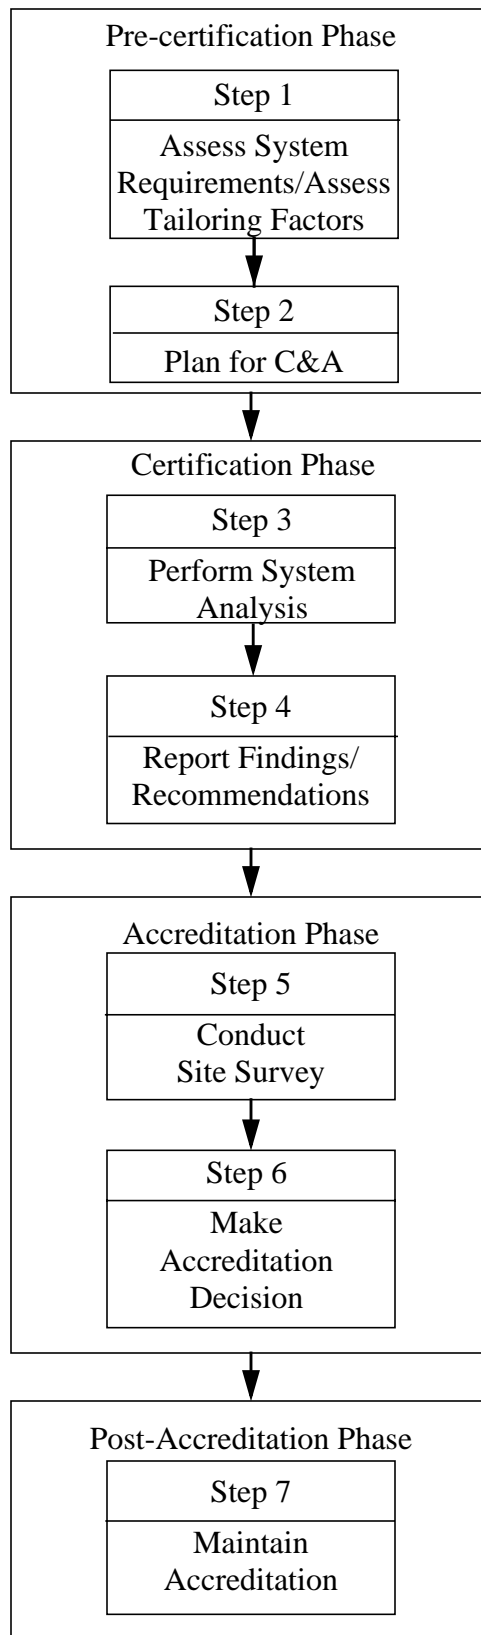 Pre-certification Phase
Step 1
Assess System
Requirements/Assess
Tailoring Factors
Step 2
Plan for C&A
Certification Phase
Step 3
Perform System
Analysis
Step 4
Report Findings/
Recommendations
Accreditation Phase
Step 5
Conduct
Site Survey
Step 6
Make
Accreditation
Decision
Post-Accreditation Phase
Step 7
Maintain
Accreditation